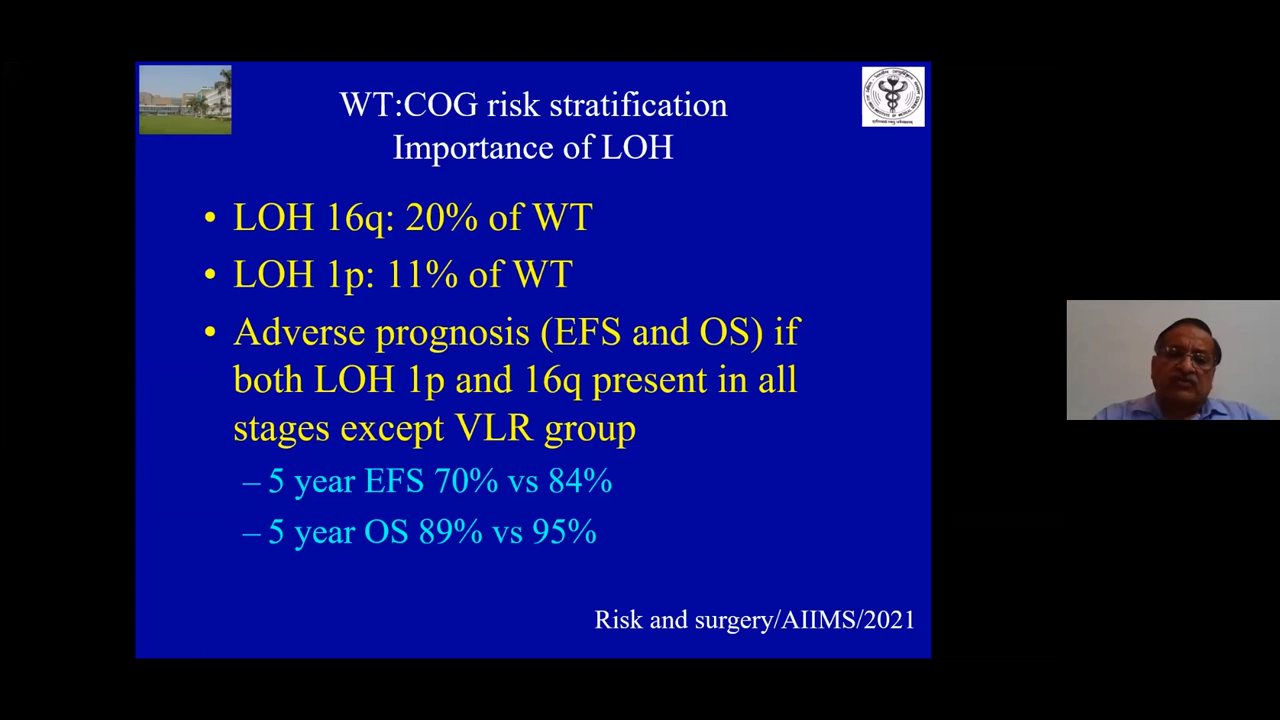 WT:COG risk stratification
Importance of LOH
• LOH 16q: 20% of WT
• LOH 1p: 11% of WT
• Adverse prognosis (EFS and OS) if
both LOH 1p and 16q present in all
stages except VLR group
– 5 year EFS 70% vs 84%
– 5 year OS 89% vs 95%
Risk and surgery/AIIMS/2021